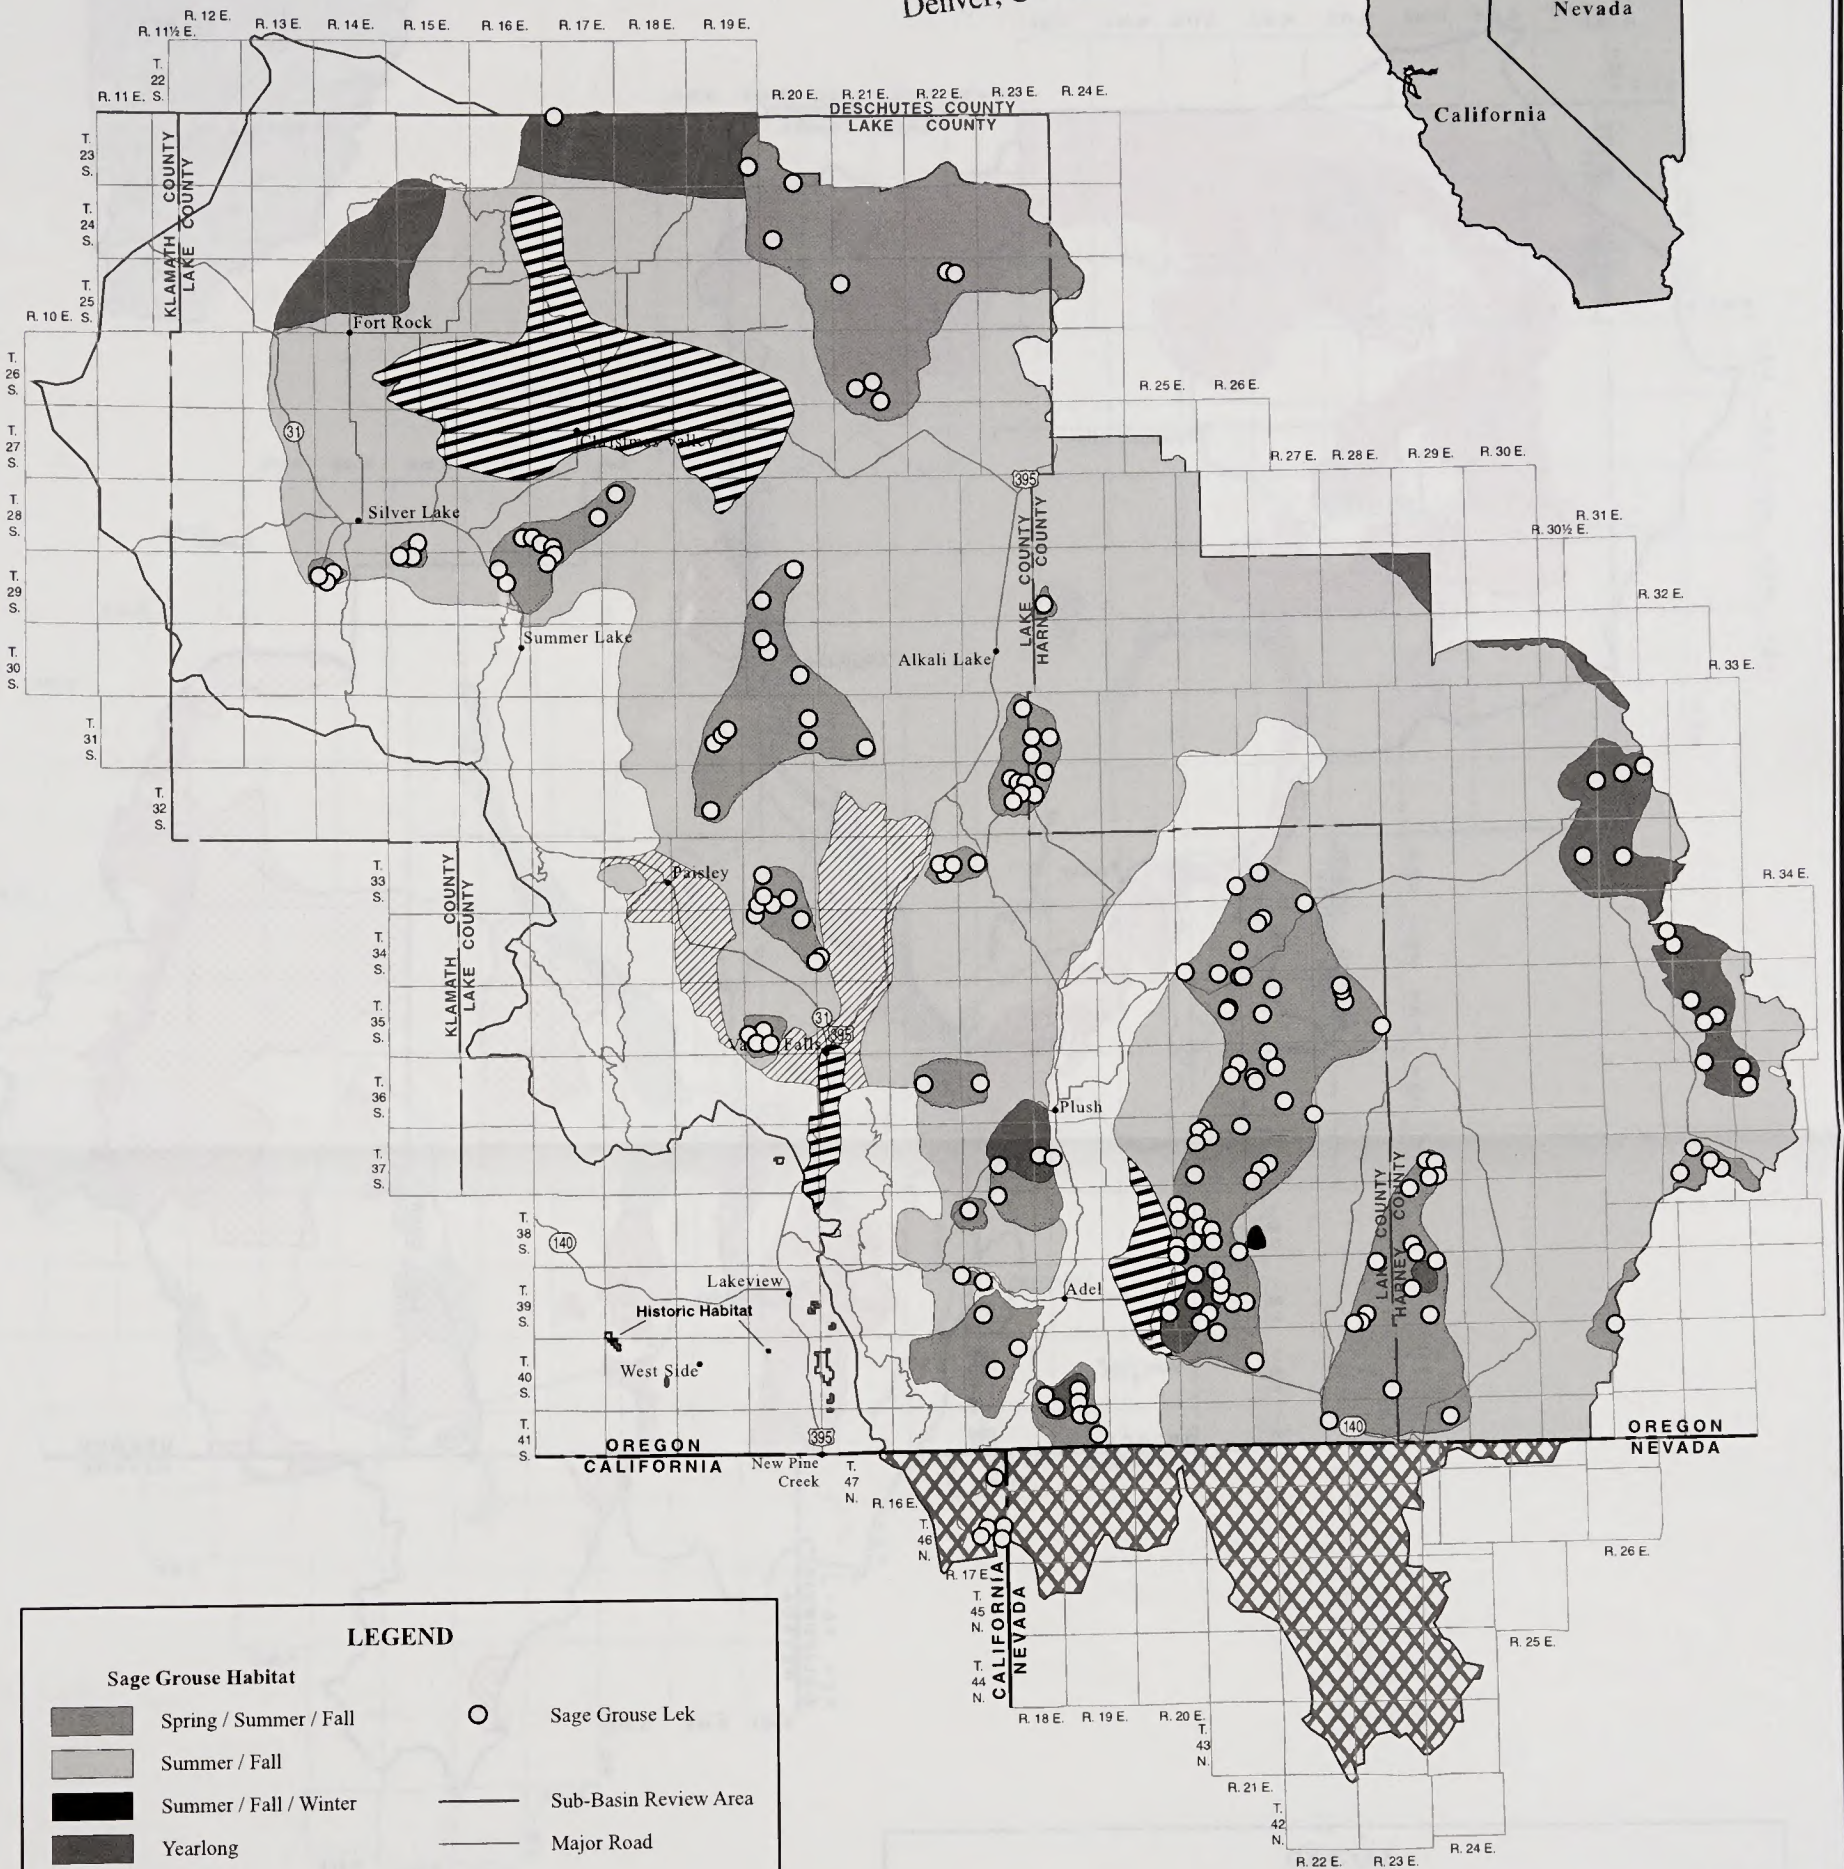 Denver,
Nevada
California
R. 11½ E.
R. 12 E.
R. 13 E.
R. 14 E.
R. 15 E.
R. 16 E.
R. 17 E.
R. 18 E.
R. 19 E.
T.
22
S.
R. 11 E.
R. 20 E.
R. 21 E.
R. 22 E.
R. 23 E.
R. 24 E.
DESCHUTES COUNTY
LAKE COUNTY
KLAMATH COUNTY
LAKE COUNTY
T.
23
S.
T.
24
S.
T.
25
S.
R. 10 E.
Fort Rock
T.
26
S.
R. 25 E.
R. 26 E.
T.
27
S.
31
Christmas Valley
R. 27 E.
R. 28 E.
R. 29 E.
R. 30 E.
395
T.
28
S.
Silver Lake
LAKE COUNTY
HARNEY COUNTY
R. 30½ E.
R. 31 E.
T.
29
S.
R. 32 E.
Summer Lake
Alkali Lake
T.
30
S.
R. 33 E.
T.
31
S.
T.
32
S.
KLAMATH COUNTY
LAKE COUNTY
T.
33
S.
Paisley
R. 34 E.
T.
34
S.
T.
35
S.
31
395
Falls
T.
36
S.
Plush
T.
37
S.
LAKE COUNTY
HARNEY COUNTY
T.
38
S.
140
Lakeview
Adel
T.
39
S.
Historic Habitat
T.
40
S.
West Side
T.
41
S.
140
395
OREGON
CALIFORNIA
OREGON
NEVADA
New Pine
Creek
T.
47
N.
R. 16 E.
T.
46
N.
R. 17 E.
R. 26 E.
CALIFORNIA
NEVADA
T.
45
N.
R. 25 E.
T.
44
N.
R. 18 E.
R. 19 E.
R. 20 E.
T.
43
N.
R. 21 E.
T.
42
N.
R. 22 E.
R. 23 E.
R. 24 E.
LEGEND
Sage Grouse Habitat
Spring / Summer / Fall
Sage Grouse Lek
Summer / Fall
Summer / Fall / Winter
Sub-Basin Review Area
Yearlong
Major Road